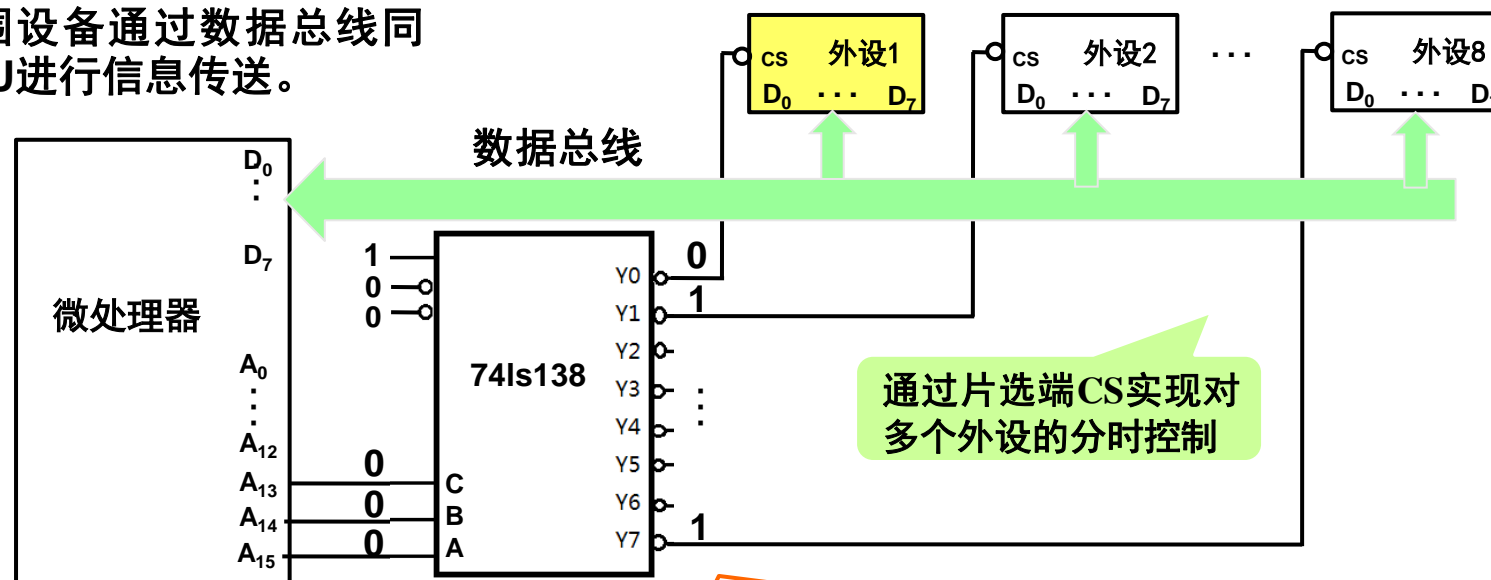 围设备通过数据总线同
U进行信息传送。
CS 外设1
D0 ··· D7
CS 外设2
D0 ··· D7
···
CS 外设8
D0 ···
数据总线
D0
D7
微处理器
A0
A12
A13
A14
A15
1
0
0
0
0
0
C
B
A
74ls138
Y0
Y1
Y2
Y3
Y4
Y5
Y6
Y7
0
1
1
通过片选端CS实现对
多个外设的分时控制